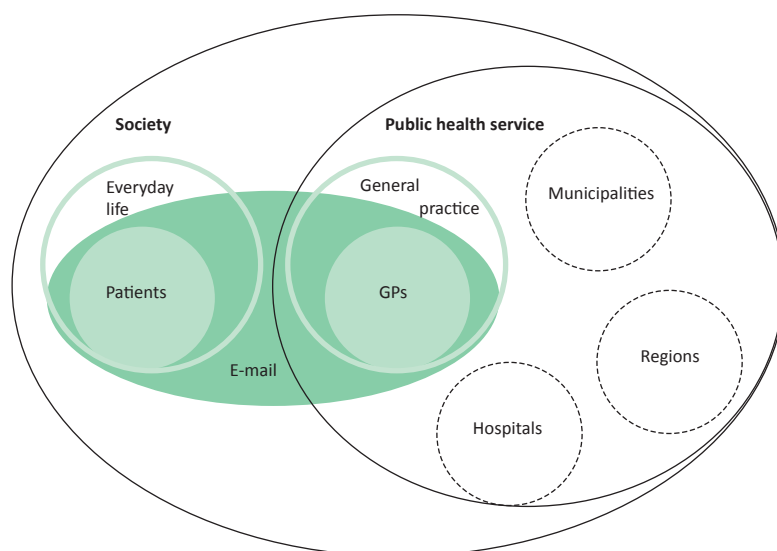 Society
Public health service
Everyday
life
General
practice
Municipalities
Patients
GPs
E-mail
Regions
Hospitals